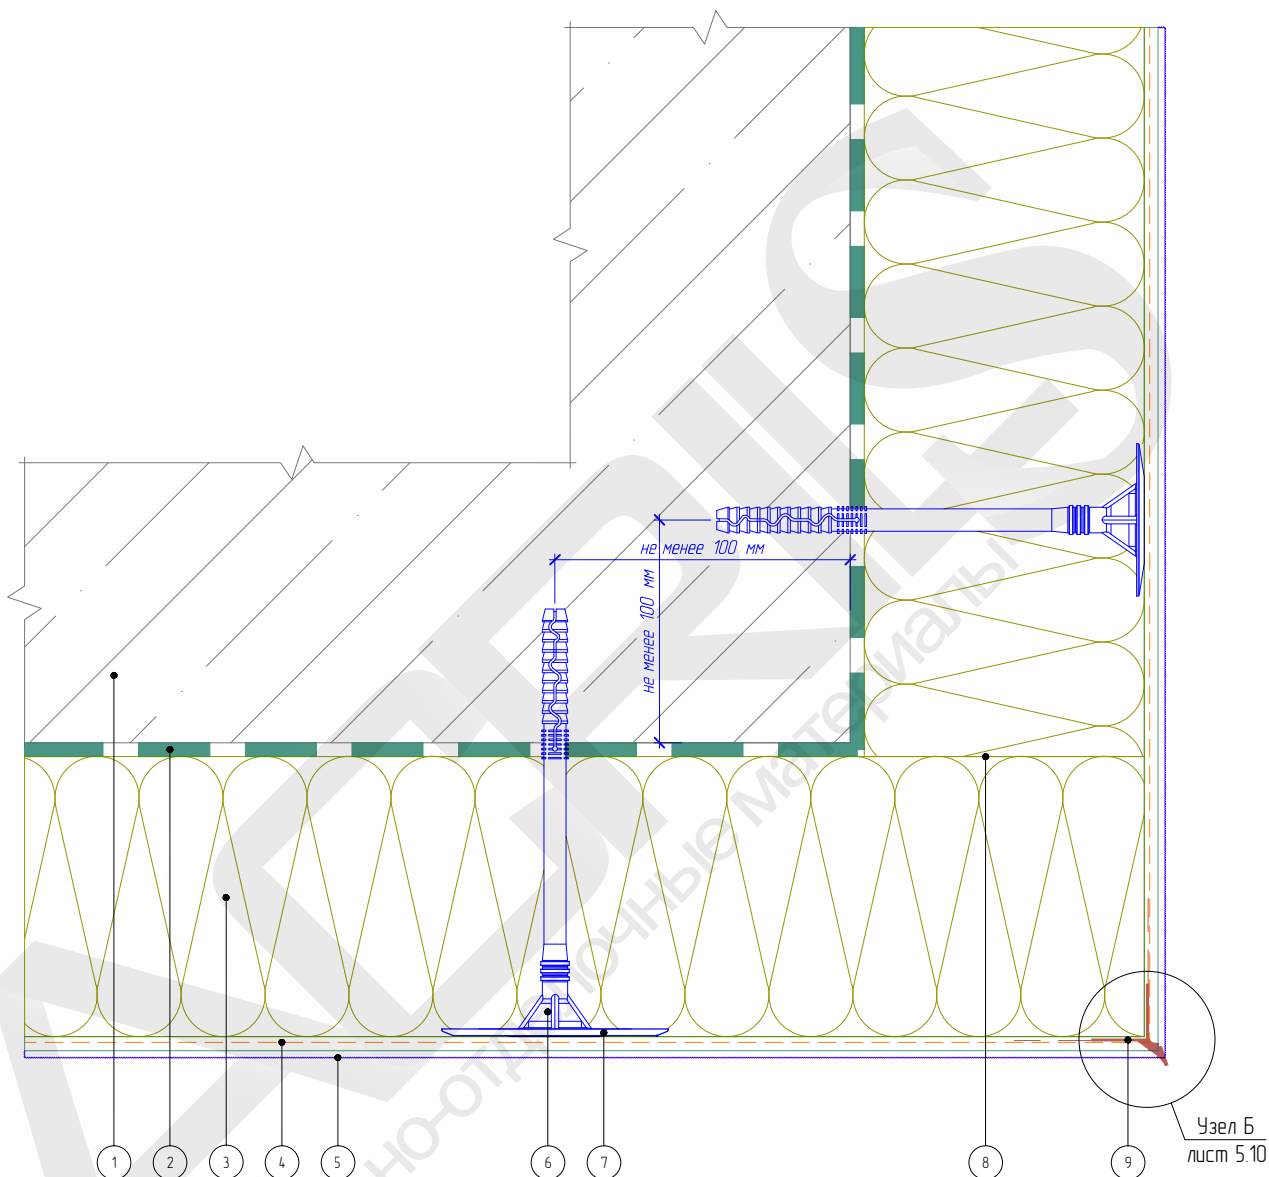 не менее 100 мм
не менее 100 мм
1 2 3 4 5 6 7 8 9
Узел Б
лист 5.10
но-отделочные материалы